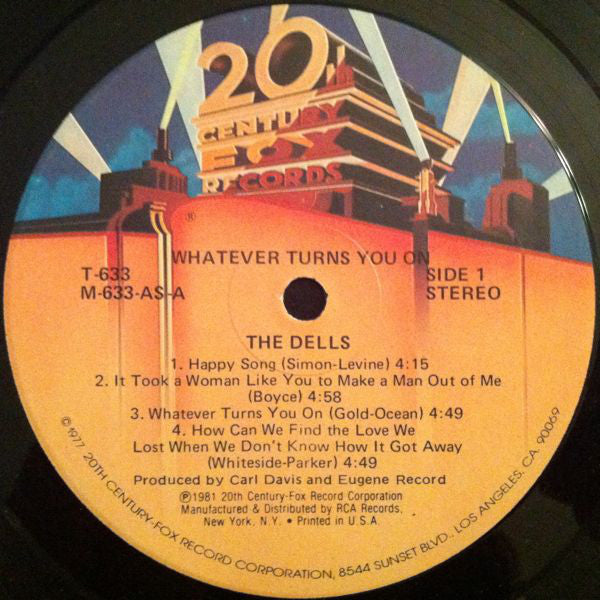 20th
CENTURY
FOX
RECORDS
®
WHATEVER TURNS YOU ON
T-633
M-633-AS-A
SIDE 1
STEREO
THE DELLS
1. Happy Song (Simon-Levine) 4:15
2. It Took a Woman Like You to Make a Man Out of Me
(Boyce) 4:58
3. Whatever Turns You On (Gold-Ocean) 4:49
4. How Can We Find the Love We
Lost When We Don't Know How It Got Away
(Whiteside-Parker) 4:49
Produced by Carl Davis and Eugene Record
℗1981 20th Century-Fox Record Corporation
Manufactured & Distributed by RCA Records,
New York, N.Y. • Printed in U.S.A.
©1977 20TH CENTURY-FOX RECORD CORPORATION, 8544 SUNSET BLVD., LOS ANGELES, CA 90069